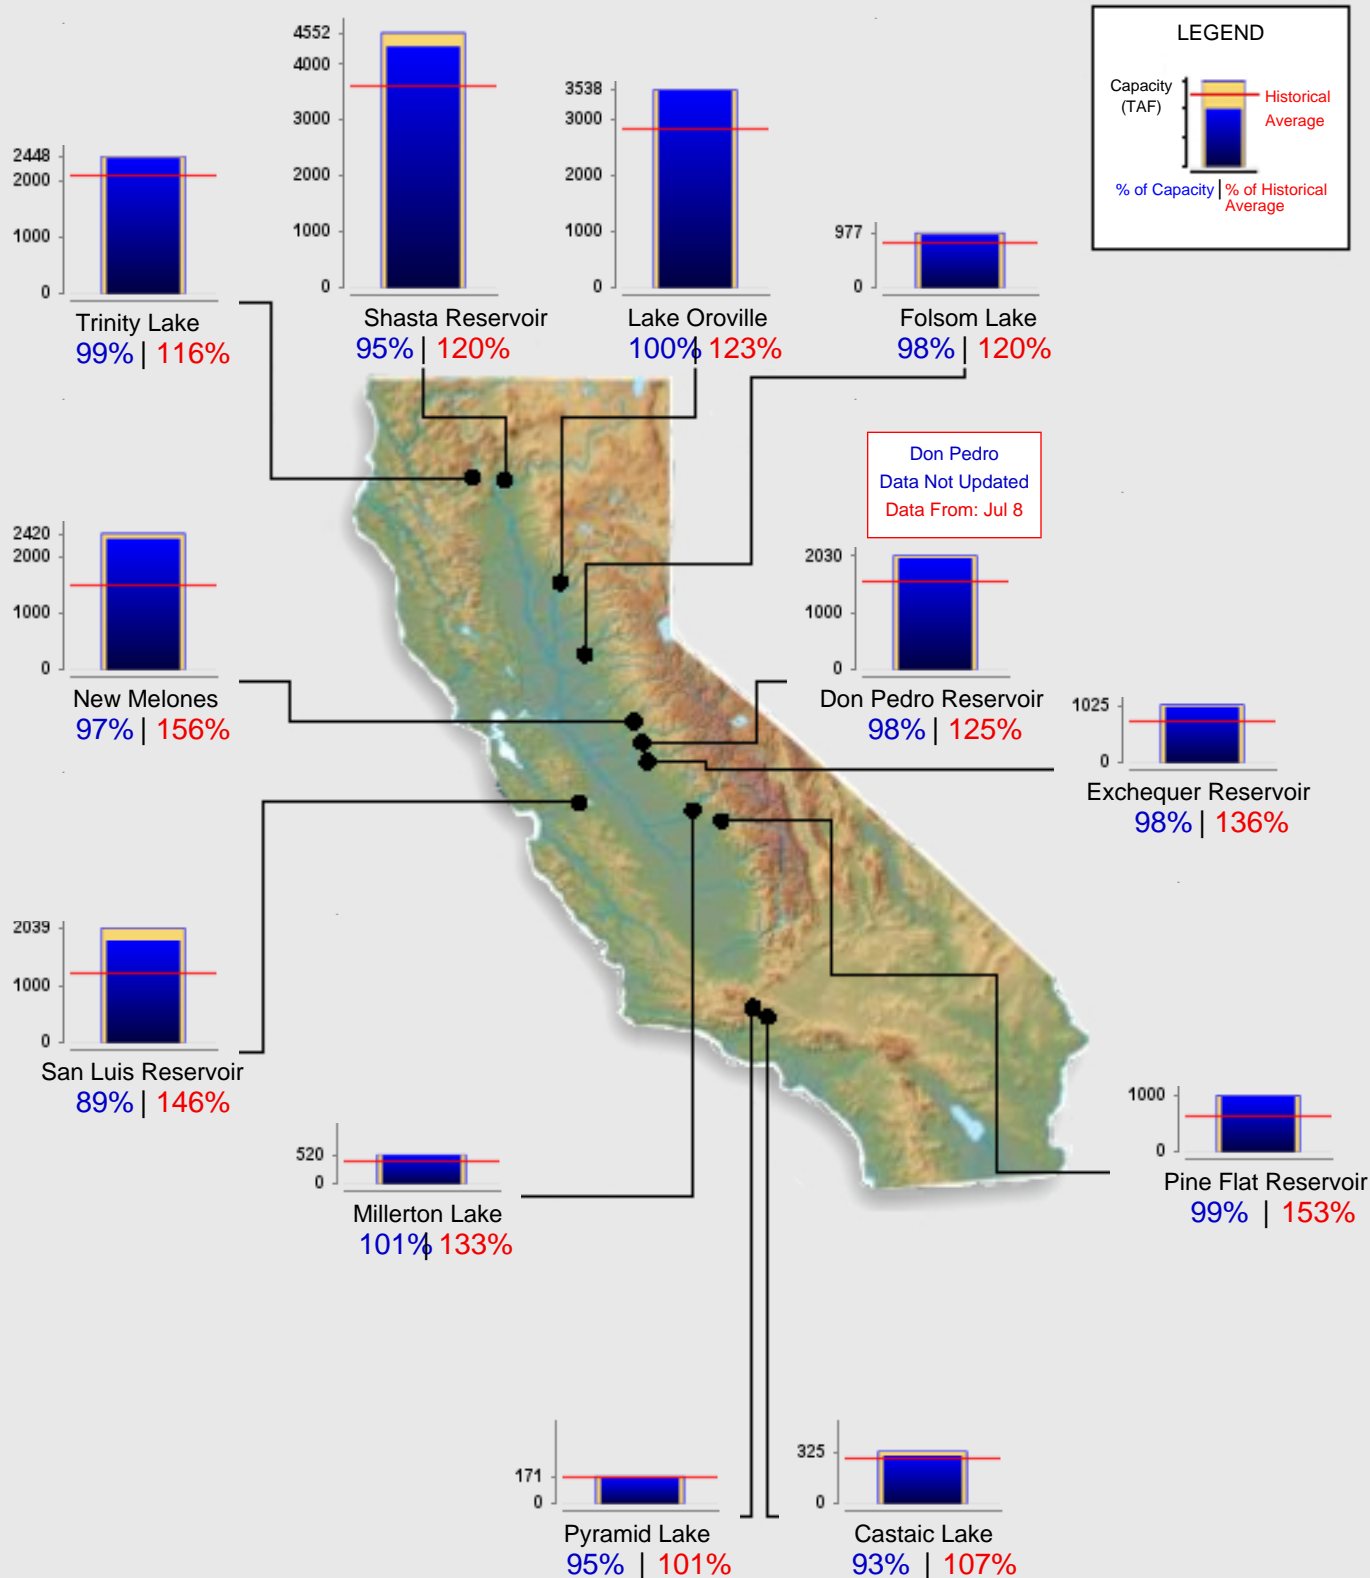 LEGEND
Capacity
(TAF)
Historical
Average
% of Capacity | % of Historical
Average
2448
2000
1000
0
Trinity Lake
99% | 116%
4552
4000
3000
2000
1000
0
Shasta Reservoir
95% | 120%
3538
3000
2000
1000
0
Lake Oroville
100% | 123%
977
0
Folsom Lake
98% | 120%
Don Pedro
Data Not Updated
Data From: Jul 8
2420
2000
1000
0
New Melones
97% | 156%
2030
1000
0
Don Pedro Reservoir
98% | 125%
1025
0
Exchequer Reservoir
98% | 136%
2039
1000
0
San Luis Reservoir
89% | 146%
520
0
Millerton Lake
101% | 133%
1000
0
Pine Flat Reservoir
99% | 153%
171
0
Pyramid Lake
95% | 101%
325
0
Castaic Lake
93% | 107%